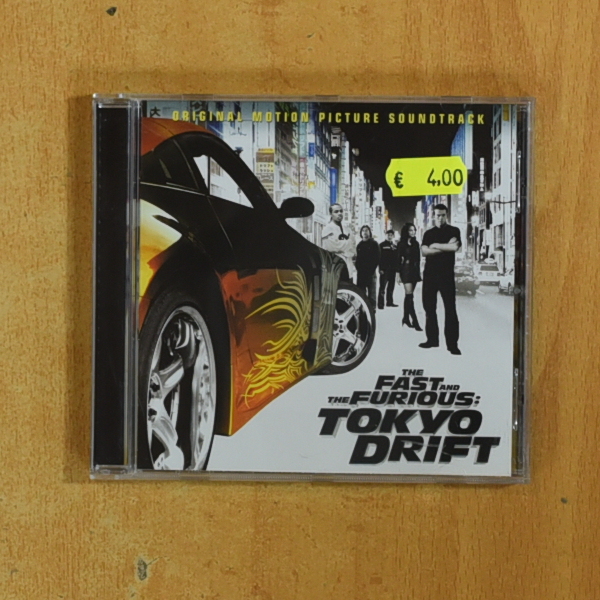 ORIGINAL MOTION PICTURE SOUNDTRACK
€ 4,00
THE
FAST AND
THE FURIOUS:
TOKYO
DRIFT